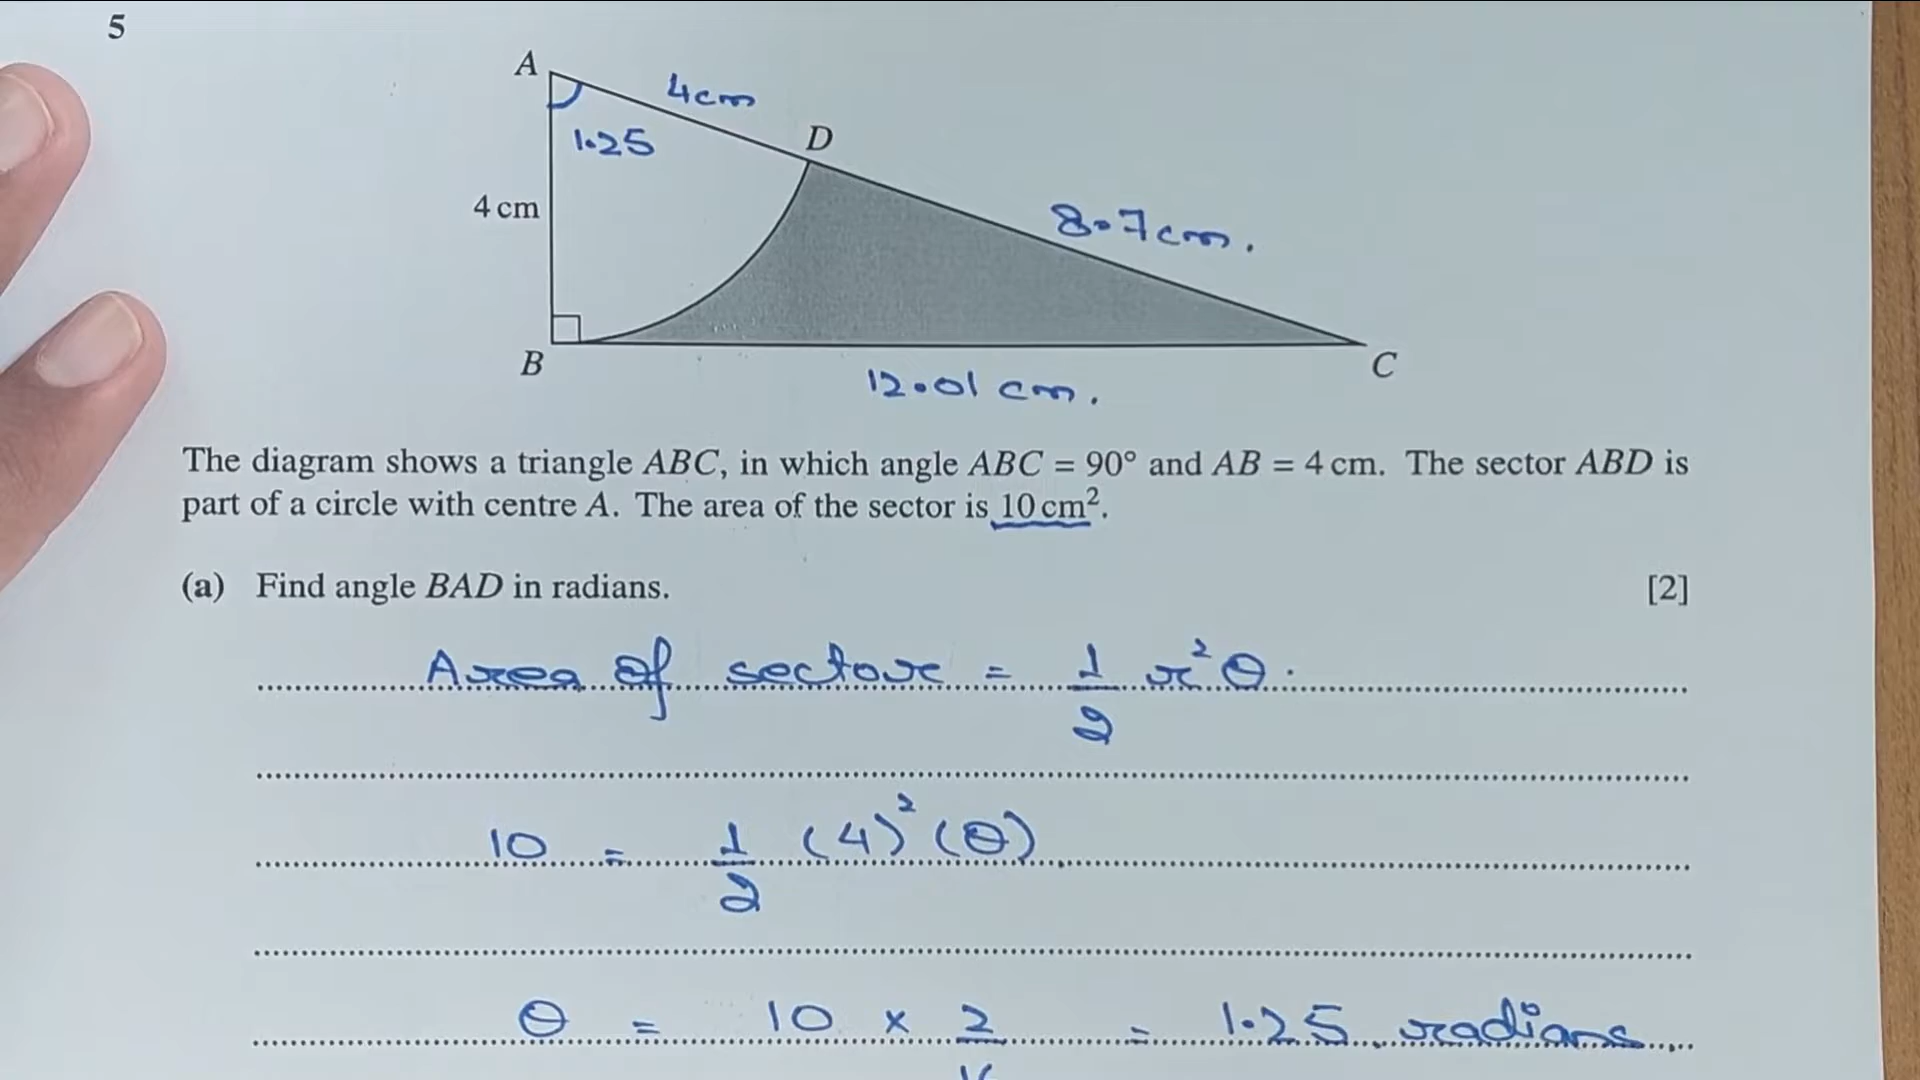 5
A
4cm
1.25
D
4 cm
8.7cm.
B
C
12.01 cm.
The diagram shows a triangle ABC, in which angle ABC = 90° and AB = 4 cm. The sector ABD is
part of a circle with centre A. The area of the sector is 10 cm².
(a) Find angle BAD in radians. [2]
Area of sector = 1/2 r²θ.
10 = 1/2 (4)² (θ)
θ = 10 × 2 = 1.25 radians